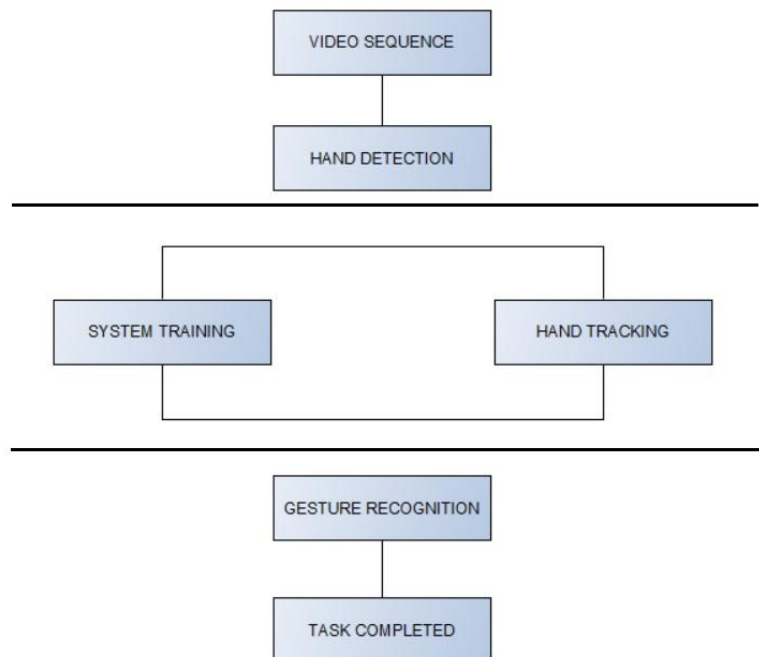 VIDEO SEQUENCE
HAND DETECTION
SYSTEM TRAINING
HAND TRACKING
GESTURE RECOGNITION
TASK COMPLETED